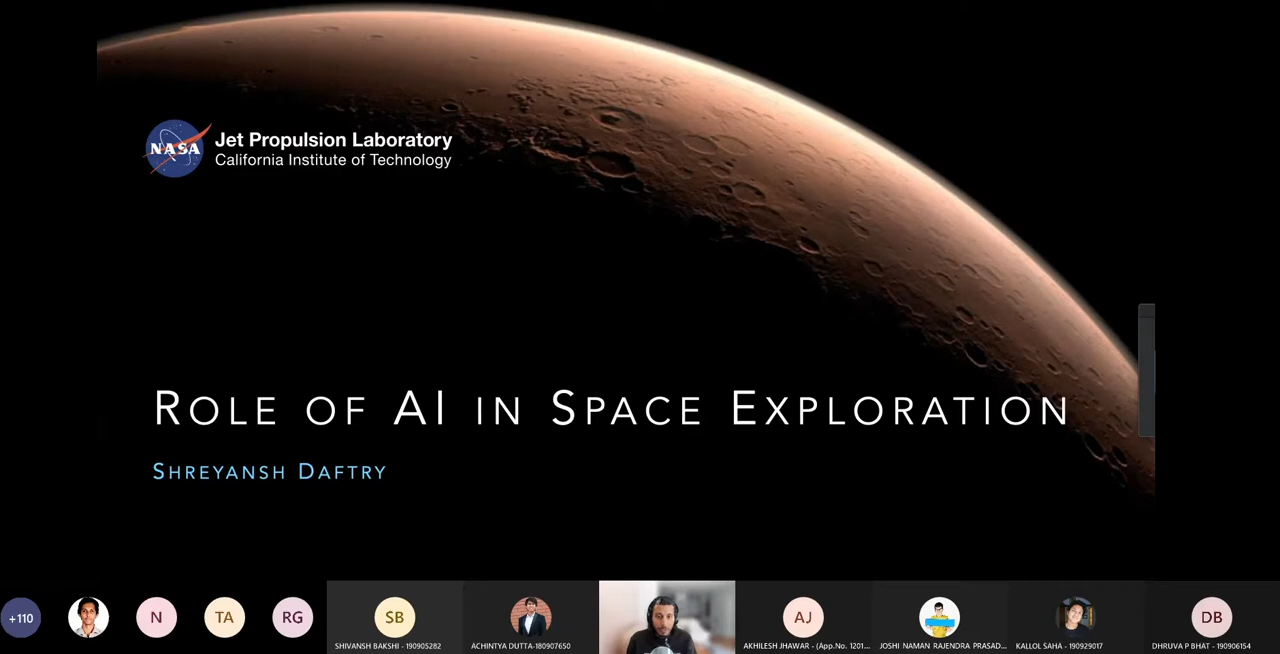 NASA
Jet Propulsion Laboratory
California Institute of Technology
ROLE OF AI IN SPACE EXPLORATION
SHREYANSH DAFTRY
+110
N
TA
RG
SB
SHIVANSH BAKSHI - 190905282
ACHINTYA DUTTA-180907650
AJ
AKHILESH JHAWAR - (App.No. 1201...
JOSHI NAMAN RAJENDRA PRASAD...
KALLOL SAHA - 190929017
DB
DHRUVA P BHAT - 190906154